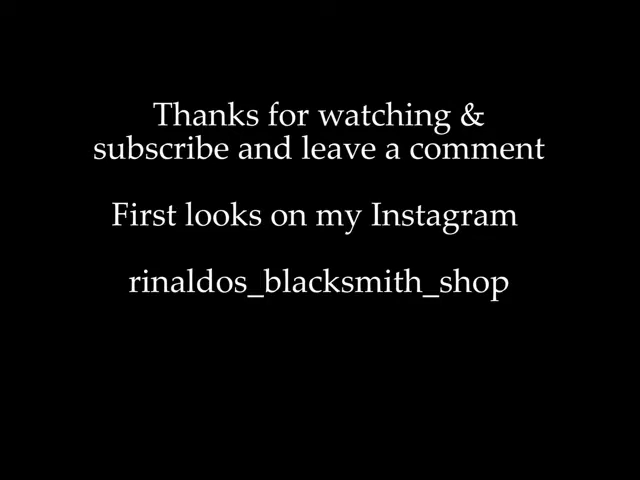 Thanks for watching &
subscribe and leave a comment
First looks on my Instagram
rinaldos_blacksmith_shop